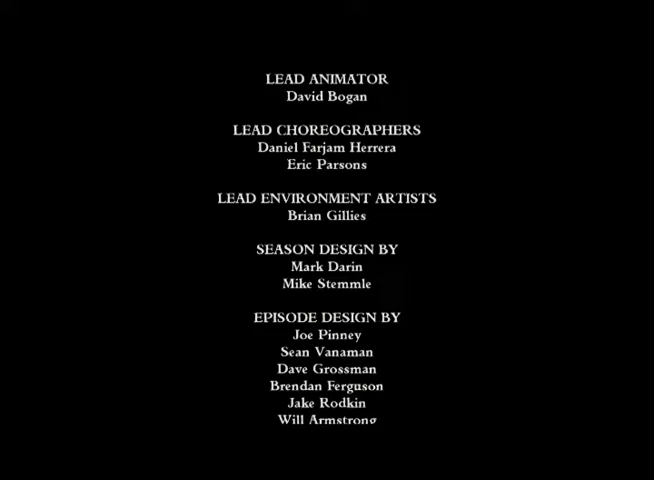 LEAD ANIMATOR
David Bogan
LEAD CHOREOGRAPHERS
Daniel Farjam Herrera
Eric Parsons
LEAD ENVIRONMENT ARTISTS
Brian Gillies
SEASON DESIGN BY
Mark Darin
Mike Stemmle
EPISODE DESIGN BY
Joe Pinney
Sean Vanaman
Dave Grossman
Brendan Ferguson
Jake Rodkin
Will Armstrong